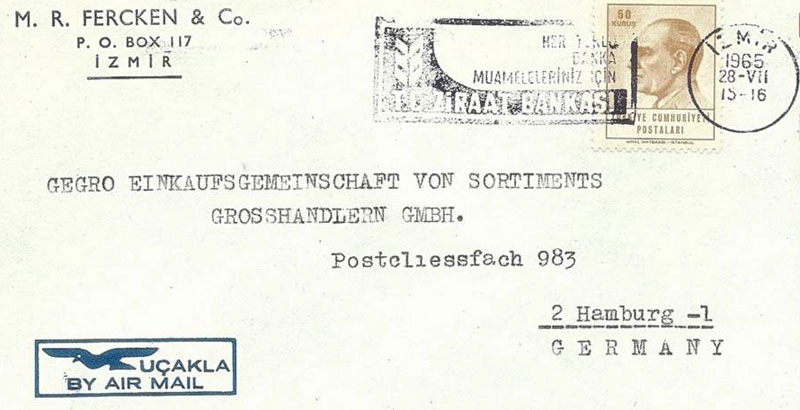 M. R. FERCKEN & Co.
P. O. BOX 117
İZMİR
HER TÜRLÜ
BANKA
MUAMELELERİNİZ İÇİN
T.C. ZİRAAT BANKASI
50
KURUŞ
TÜRKİYE CUMHURİYETİ
POSTALARI
İZMİR
1965
28-VII
15-16
GEGRO EINKAUFSGEMEINSCHAFT VON SORTIMENTS
GROSSHANDLERN GMBH.
Postcliessfach 983
2 Hamburg -1
GERMANY
UÇAKLA
BY AIR MAIL